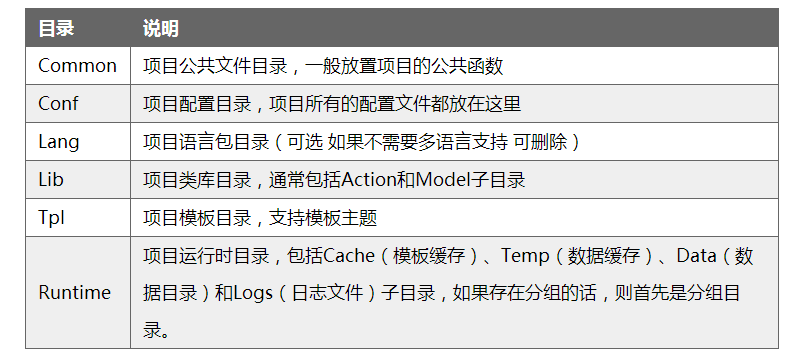 目录 说明
Common 项目公共文件目录，一般放置项目的公共函数
Conf 项目配置目录，项目所有的配置文件都放在这里
Lang 项目语言包目录（可选 如果不需要多语言支持 可删除）
Lib 项目类库目录，通常包括Action和Model子目录
Tpl 项目模板目录，支持模板主题
Runtime 项目运行时目录，包括Cache（模板缓存）、Temp（数据缓存）、Data（数
据目录）和Logs（日志文件）子目录，如果存在分组的话，则首先是分组目
录。